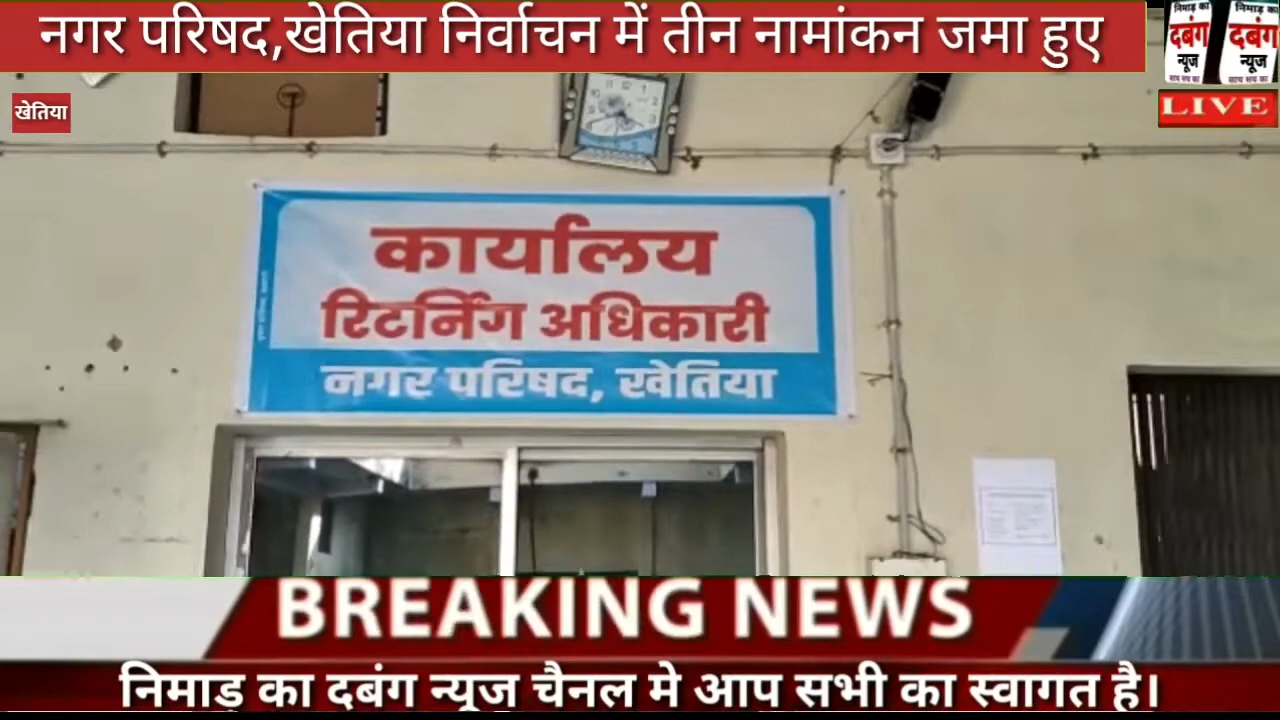 नगर परिषद,खेतिया निर्वाचन में तीन नामांकन जमा हुए
निमाड़ का
दबंग
न्यूज
निमाड़ का
दबंग
न्यूज
LIVE
खेतिया
कार्यालय
रिटर्निंग अधिकारी
नगर परिषद, खेतिया
BREAKING NEWS
निमाड़ का दबंग न्यूज चैनल मे आप सभी का स्वागत है।